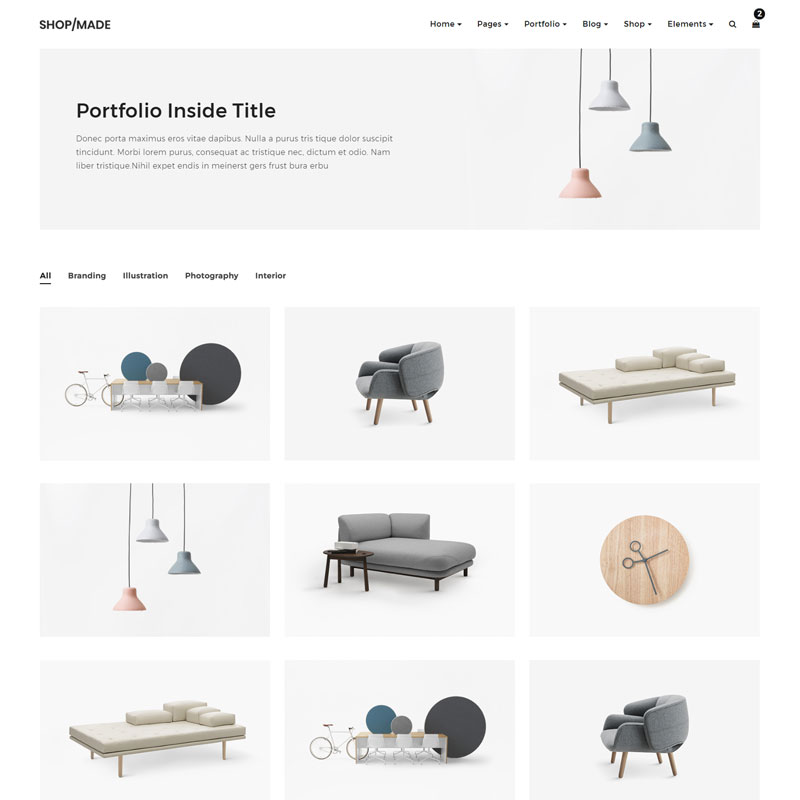 SHOP/MADE
Home Pages Portfolio Blog Shop Elements 2
Portfolio Inside Title
Donec porta maximus eros vitae dapibus. Nulla a purus tris tique dolor suscipit
tincidunt. Morbi lorem purus, consequat ac tristique nec, dictum et odio. Nam
liber tristique Nihil expet endis in meinerst gers frust bura erbu
All Branding Illustration Photography Interior